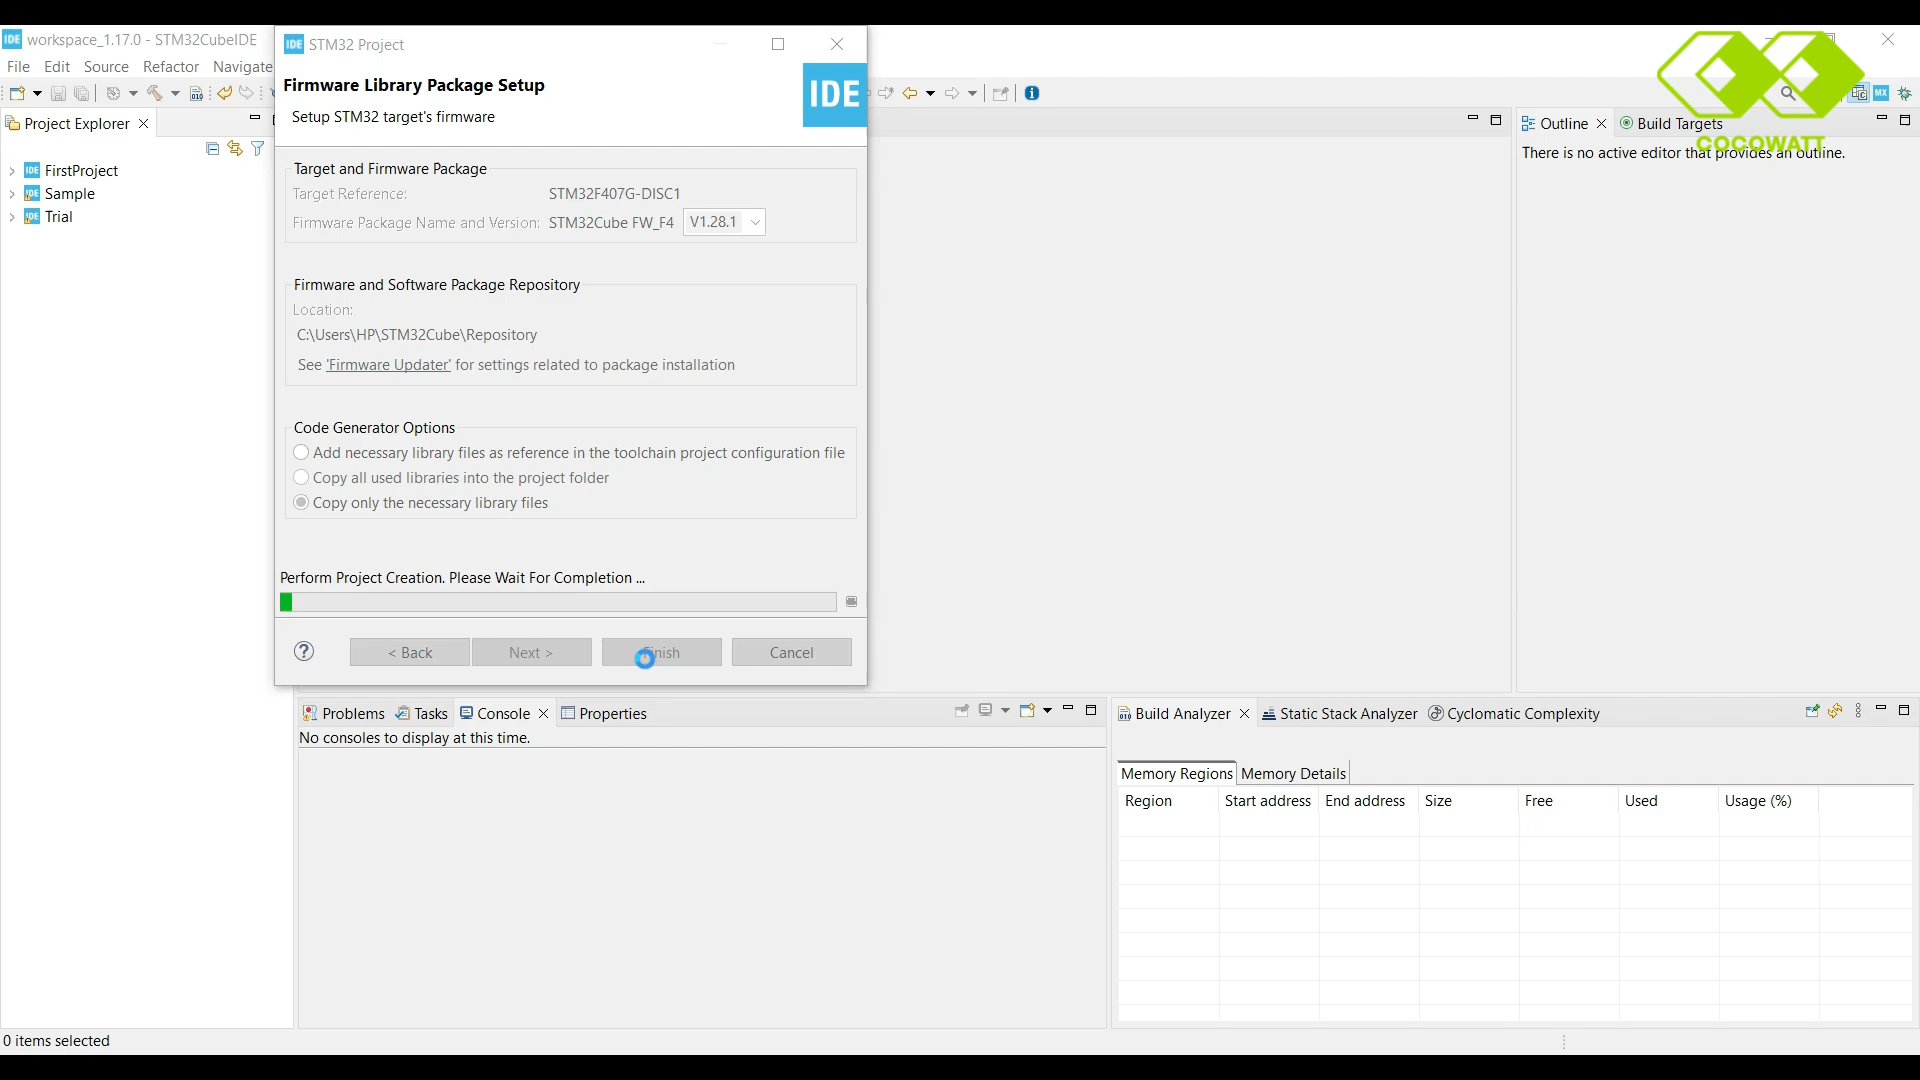 IDE workspace_1.17.0 - STM32CubeIDE
File Edit Source Refactor Navigate
Project Explorer
IDE FirstProject
IDE Sample
IDE Trial
IDE STM32 Project
Firmware Library Package Setup
Setup STM32 target's firmware
IDE
Target and Firmware Package
Target Reference: STM32F407G-DISC1
Firmware Package Name and Version: STM32Cube FW_F4 V1.28.1
Firmware and Software Package Repository
Location:
C:\Users\HP\STM32Cube\Repository
See 'Firmware Updater' for settings related to package installation
Code Generator Options
Add necessary library files as reference in the toolchain project configuration file
Copy all used libraries into the project folder
Copy only the necessary library files
Perform Project Creation. Please Wait For Completion ...
? < Back Next > Finish Cancel
MX
COCOWATT
Outline Build Targets
There is no active editor that provides an outline.
Problems Tasks Console Properties
No consoles to display at this time.
Build Analyzer Static Stack Analyzer Cyclomatic Complexity
Memory Regions Memory Details
Region Start address End address Size Free Used Usage (%)
0 items selected